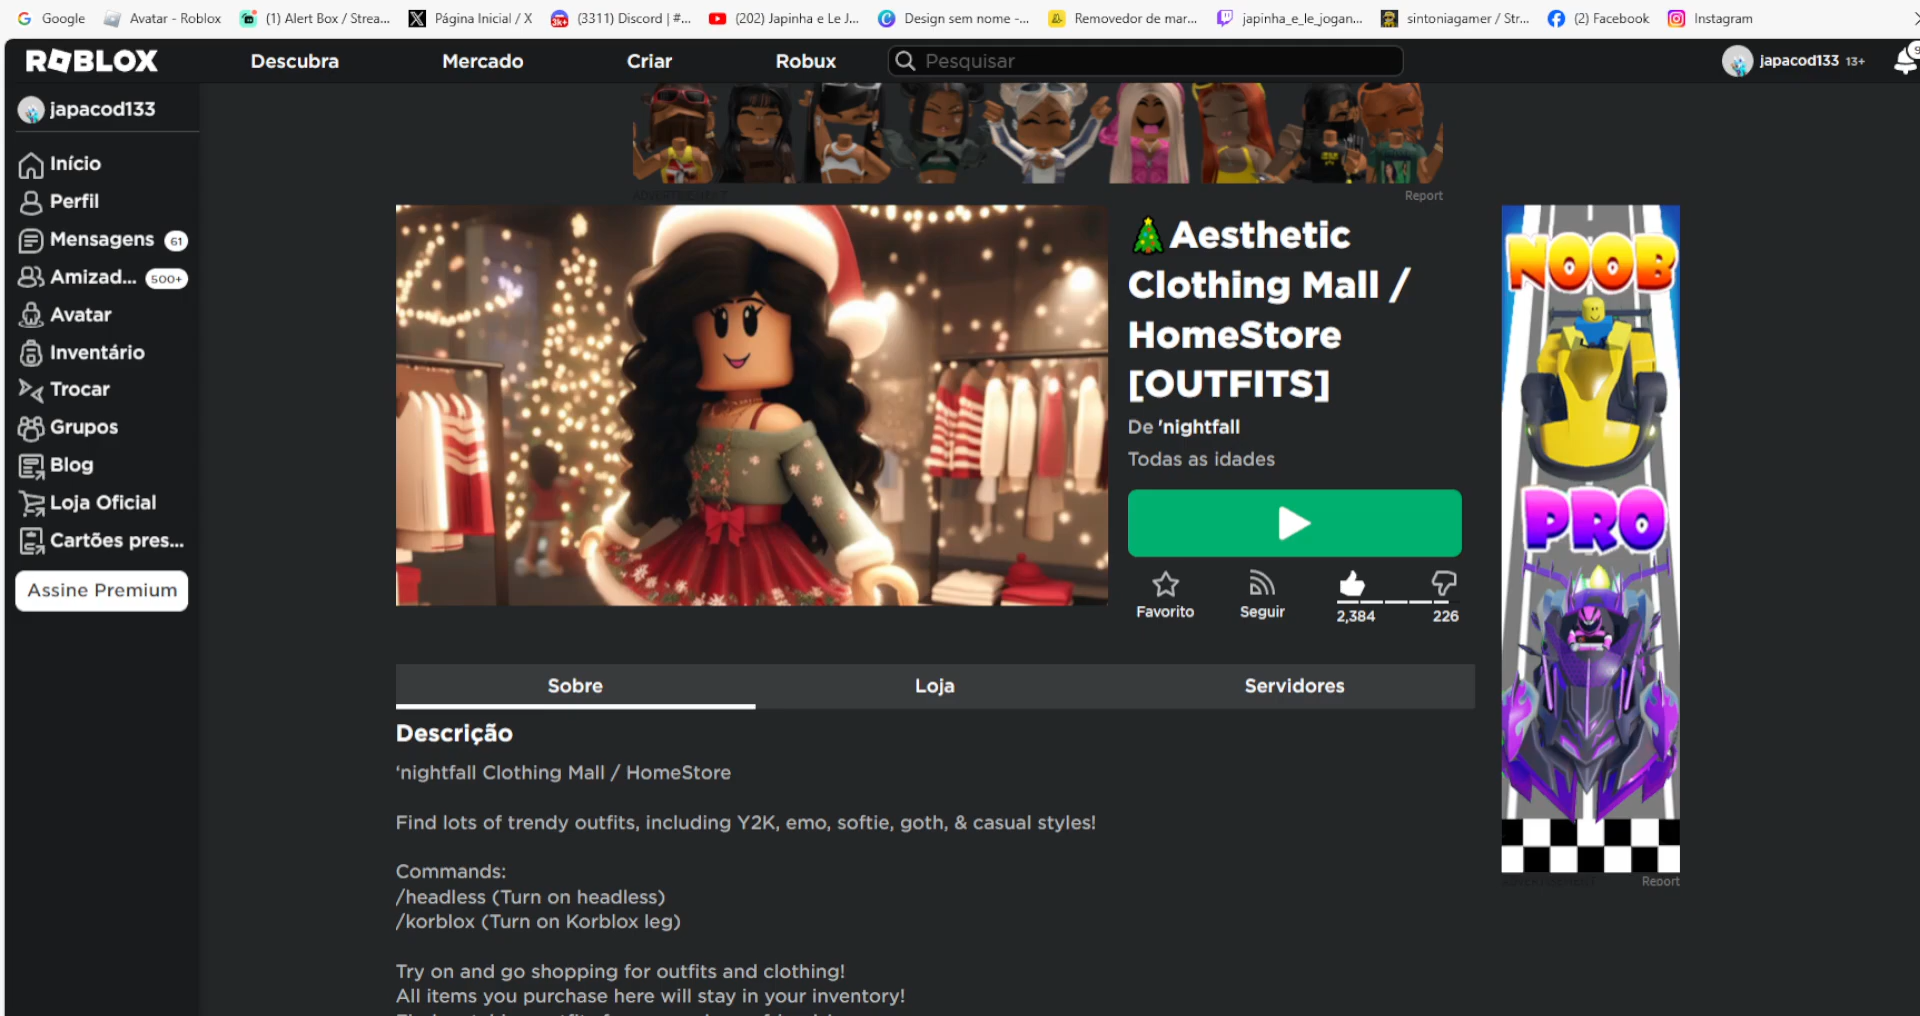 Google
Avatar - Roblox
(1) Alert Box / Strea...
Página Inicial / X
(3311) Discord | #...
(202) Japinha e Le J...
Design sem nome -...
Removedor de mar...
japinha_e_le_jogan...
sintoniagamer / Str...
(2) Facebook
Instagram
ROBLOX
Descubra
Mercado
Criar
Robux
Pesquisar
japacod133 13+
japacod133
Início
Perfil
Mensagens 61
Amizad... 500+
Avatar
Inventário
Trocar
Grupos
Blog
Loja Oficial
Cartões pres...
Assine Premium
ADVERTISEMENT
Report
🎄Aesthetic
Clothing Mall /
HomeStore
[OUTFITS]
De 'nightfall
Todas as idades
Favorito
Seguir
2,384
226
NOOB
PRO
ADVERTISEMENT
Report
Sobre
Loja
Servidores
Descrição
‘nightfall Clothing Mall / HomeStore
Find lots of trendy outfits, including Y2K, emo, softie, goth, & casual styles!
Commands:
/headless (Turn on headless)
/korblox (Turn on Korblox leg)
Try on and go shopping for outfits and clothing!
All items you purchase here will stay in your inventory!